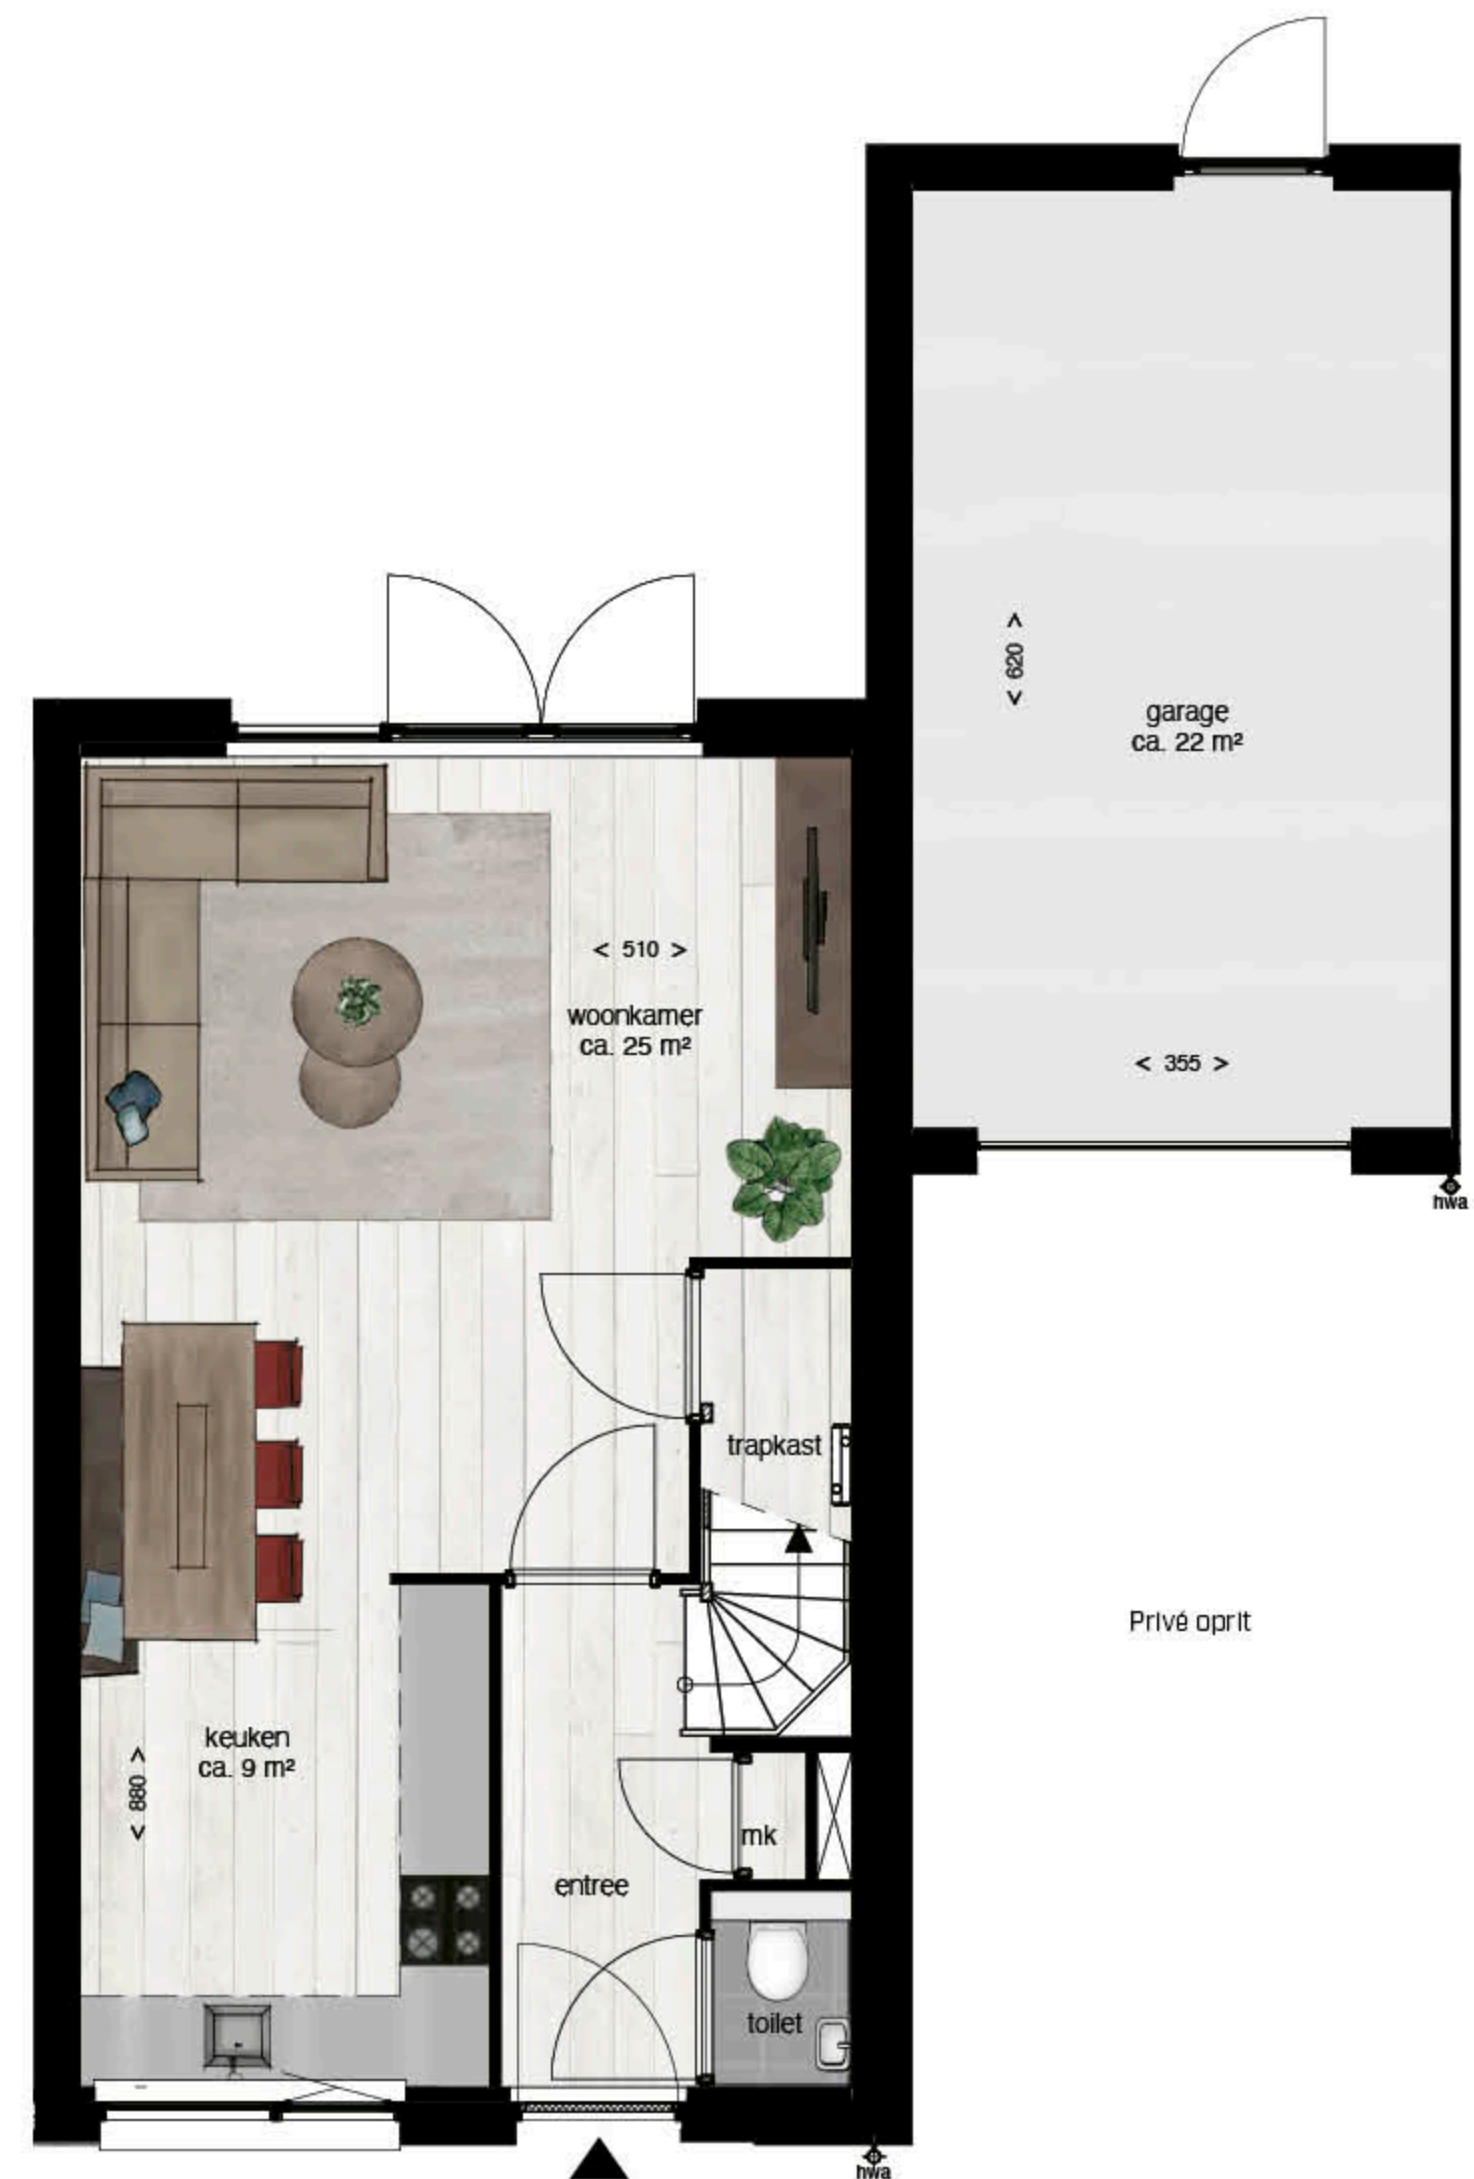 < 620 >
garage
ca. 22 m²
< 510 >
woonkamer
ca. 25 m²
< 355 >
hwa
trapkast
Privé oprit
keuken
ca. 9 m²
< 880 >
mk
entree
toilet
hwa